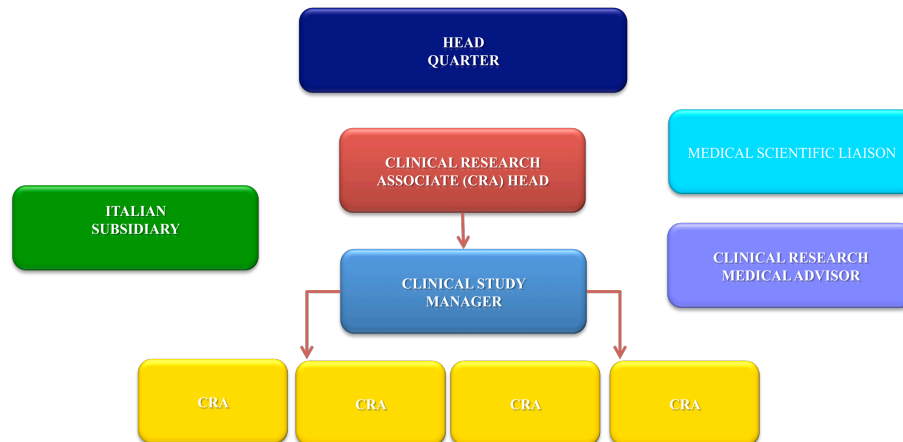 HEAD
QUARTER
CLINICAL RESEARCH
ASSOCIATE (CRA) HEAD
MEDICAL SCIENTIFIC LIAISON
ITALIAN
SUBSIDIARY
CLINICAL RESEARCH
MEDICAL ADVISOR
CLINICAL STUDY
MANAGER
CRA
CRA
CRA
CRA